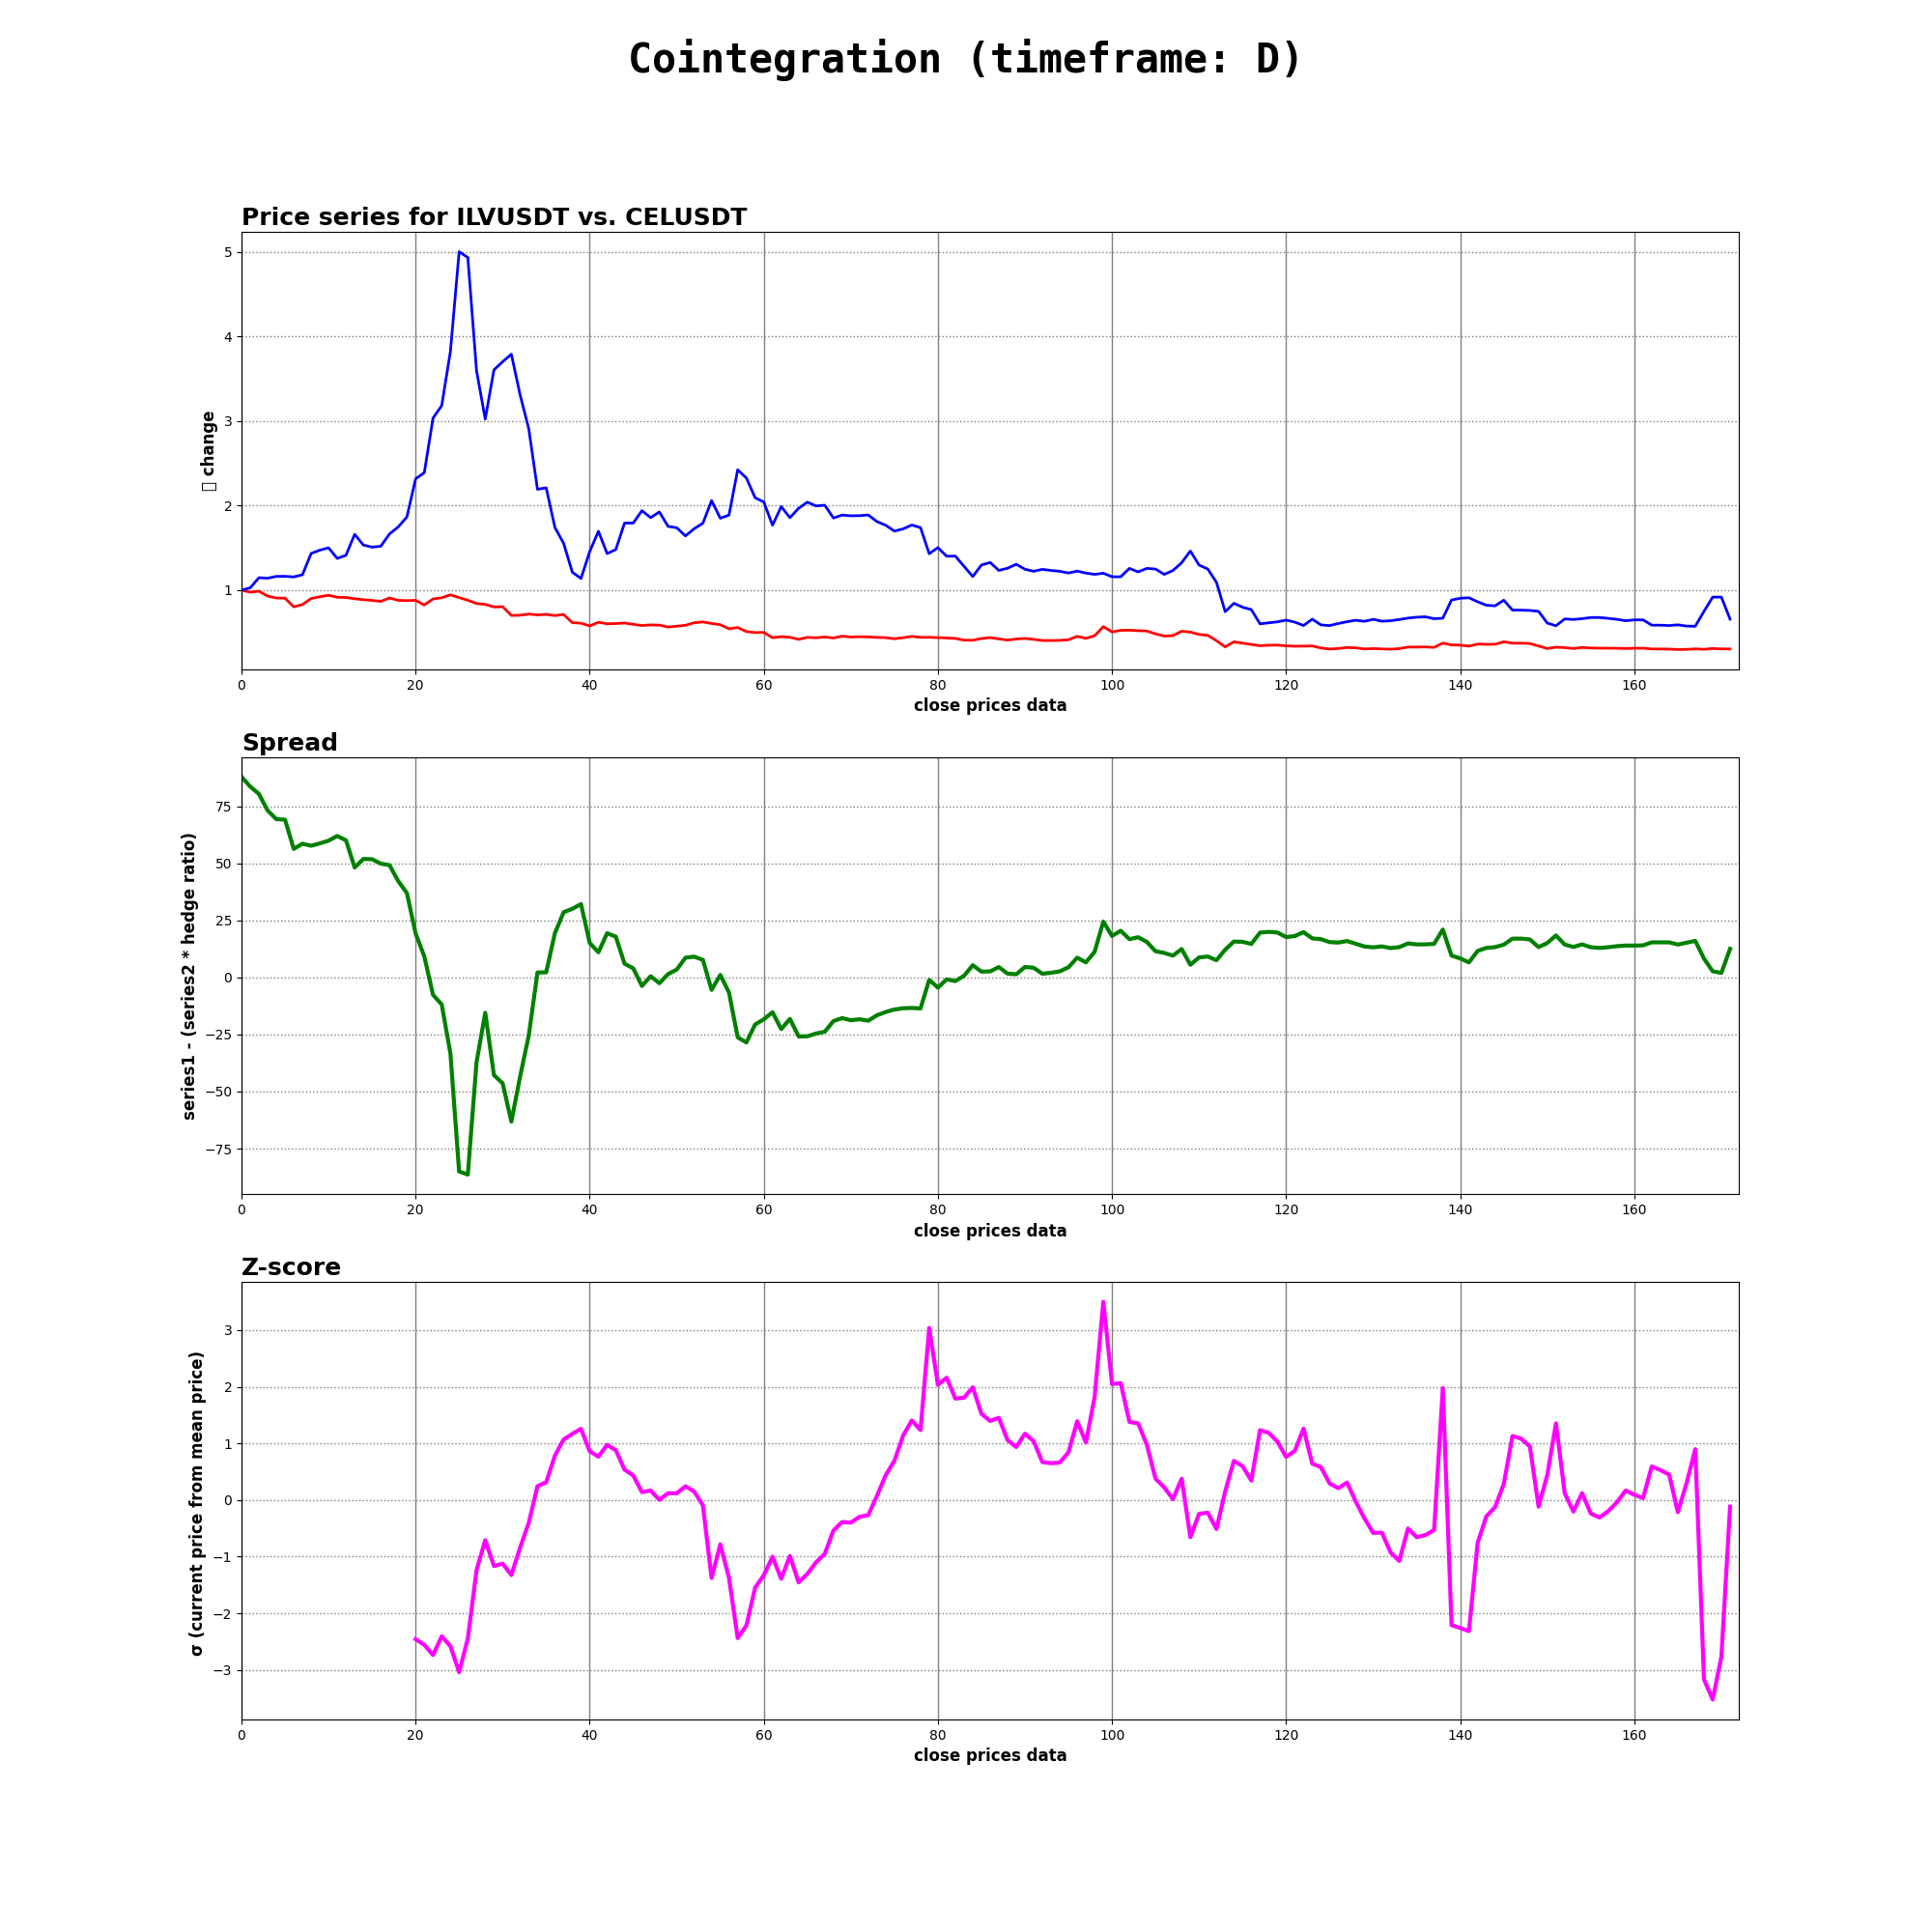 Cointegration (timeframe: D)
Price series for ILVUSDT vs. CELUSDT
5
4
3
2
1
▯ change
0 20 40 60 80 100 120 140 160
close prices data
Spread
75
50
25
0
−25
−50
−75
series1 - (series2 * hedge ratio)
0 20 40 60 80 100 120 140 160
close prices data
Z-score
3
2
1
0
−1
−2
−3
σ (current price from mean price)
0 20 40 60 80 100 120 140 160
close prices data